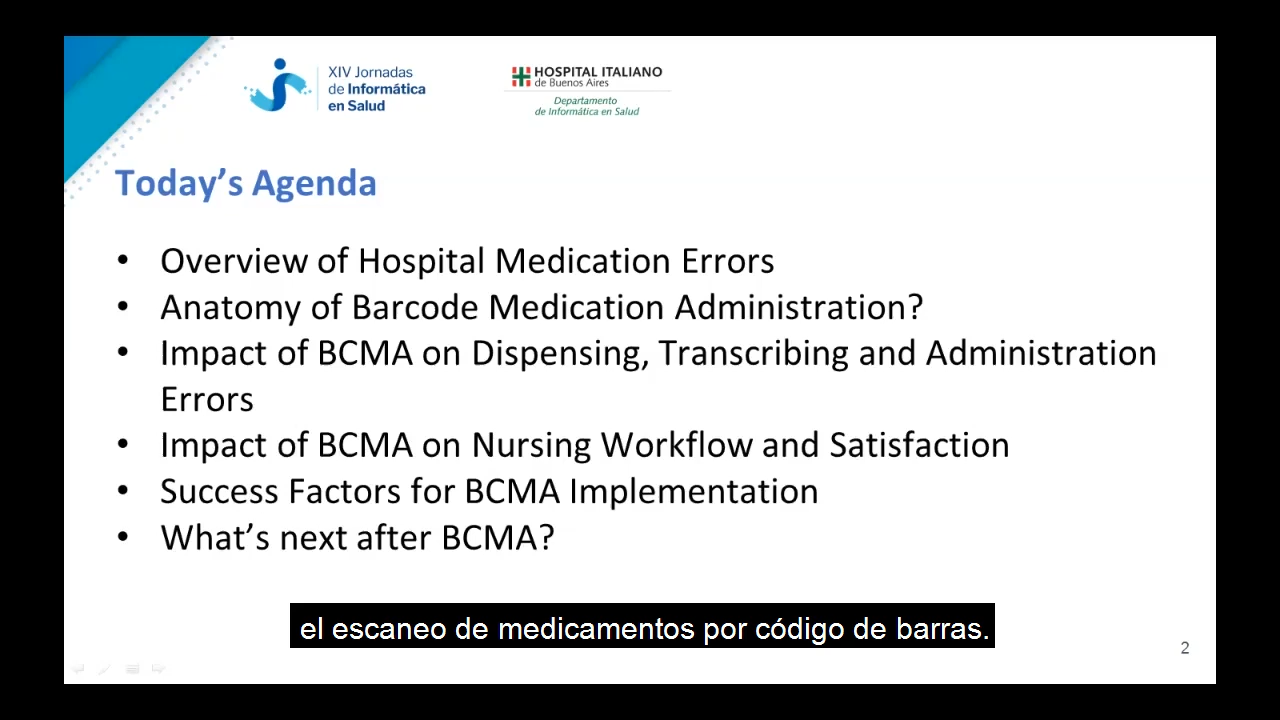 XIV Jornadas
de Informática
en Salud
HOSPITAL ITALIANO
de Buenos Aires
Departamento
de Informática en Salud
Today’s Agenda
• Overview of Hospital Medication Errors
• Anatomy of Barcode Medication Administration?
• Impact of BCMA on Dispensing, Transcribing and Administration
Errors
• Impact of BCMA on Nursing Workflow and Satisfaction
• Success Factors for BCMA Implementation
• What’s next after BCMA?
el escaneo de medicamentos por código de barras.
2